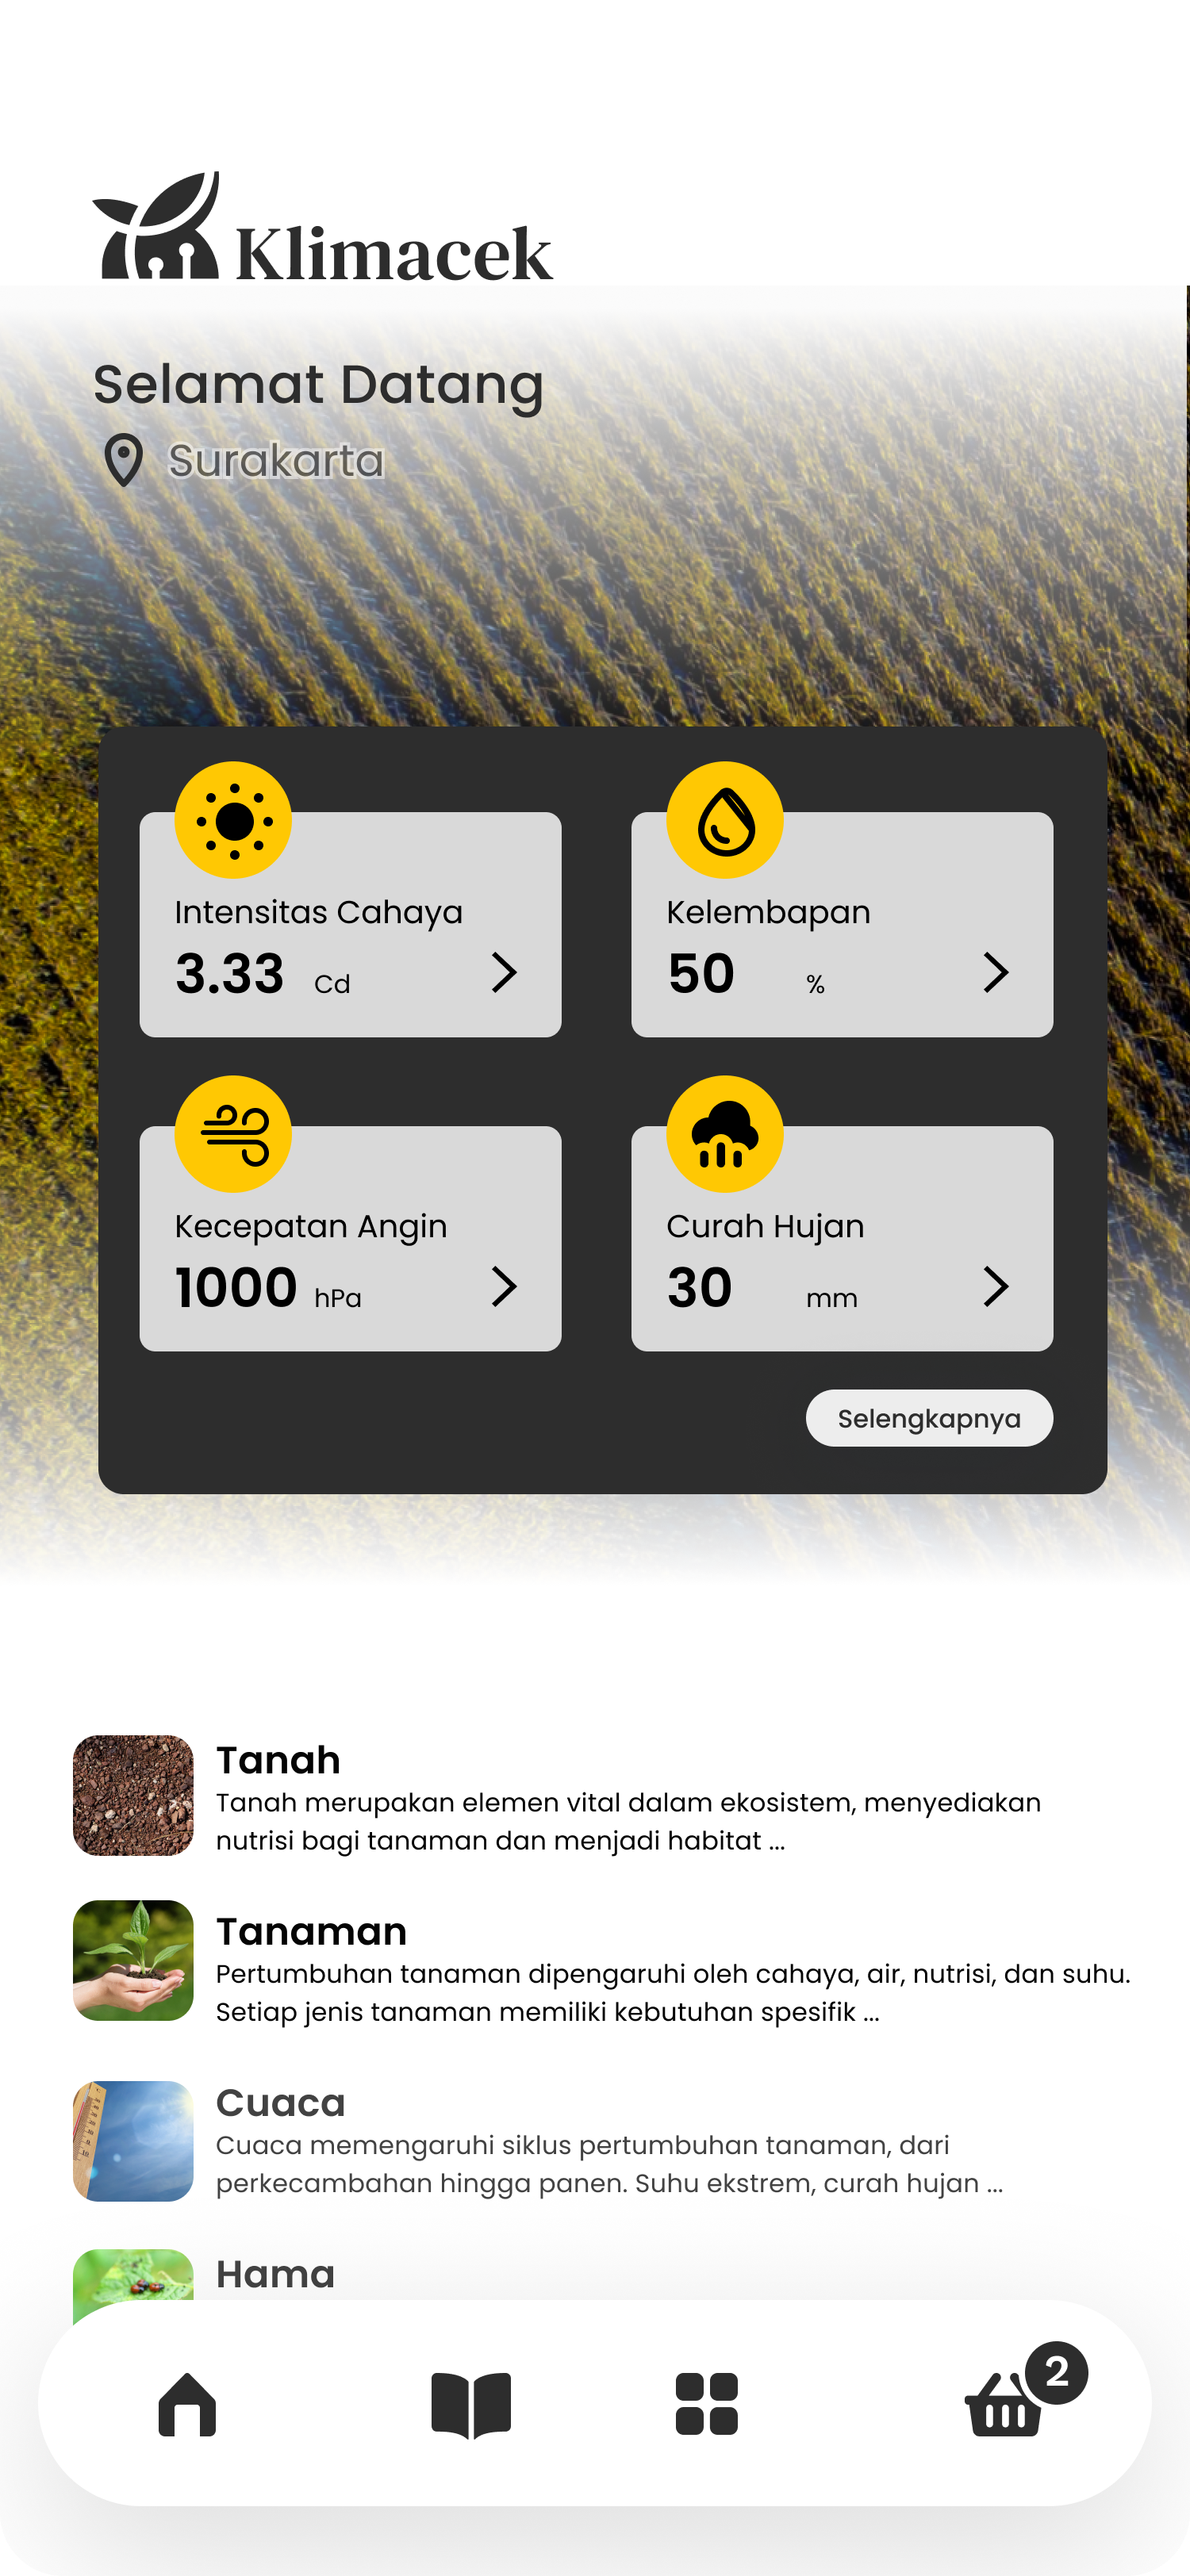 Klimacek
Selamat Datang
Surakarta
Intensitas Cahaya
3.33 Cd
Kelembapan
50 %
Kecepatan Angin
1000 hPa
Curah Hujan
30 mm
Selengkapnya
Tanah
Tanah merupakan elemen vital dalam ekosistem, menyediakan
nutrisi bagi tanaman dan menjadi habitat ...
Tanaman
Pertumbuhan tanaman dipengaruhi oleh cahaya, air, nutrisi, dan suhu.
Setiap jenis tanaman memiliki kebutuhan spesifik ...
Cuaca
Cuaca memengaruhi siklus pertumbuhan tanaman, dari
perkecambahan hingga panen. Suhu ekstrem, curah hujan ...
Hama
2